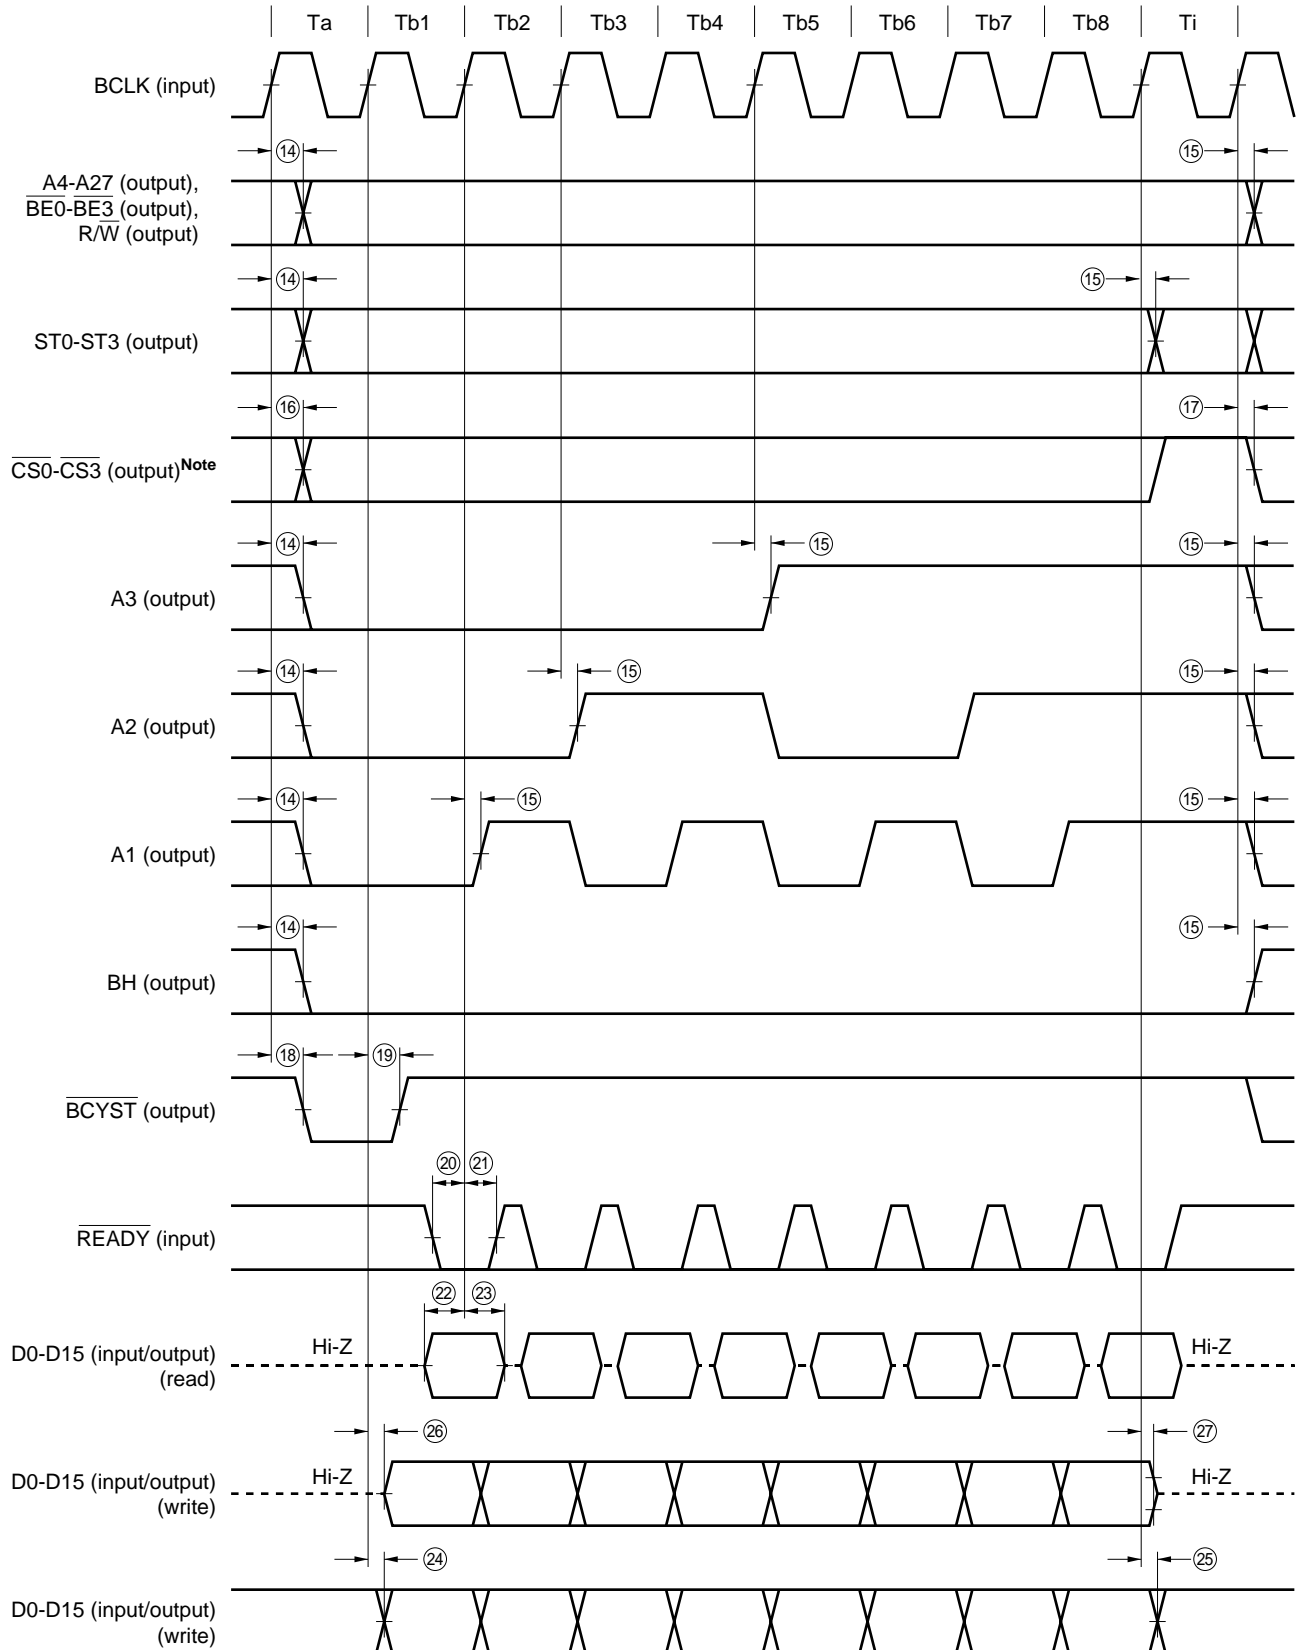 Ta Tb1 Tb2 Tb3 Tb4 Tb5 Tb6 Tb7 Tb8 Ti
BCLK (input)
14 15
A4-A27 (output),
BE0-BE3 (output),
R/W (output)
14 15
ST0-ST3 (output)
16 17
CS0-CS3 (output)Note
14 15 15
A3 (output)
14 15 15
A2 (output)
14 15 15
A1 (output)
14 15
BH (output)
18 19
BCYST (output)
20 21
READY (input)
22 23
D0-D15 (input/output)
(read)
Hi-Z Hi-Z
26 27
D0-D15 (input/output)
(write)
Hi-Z Hi-Z
24 25
D0-D15 (input/output)
(write)